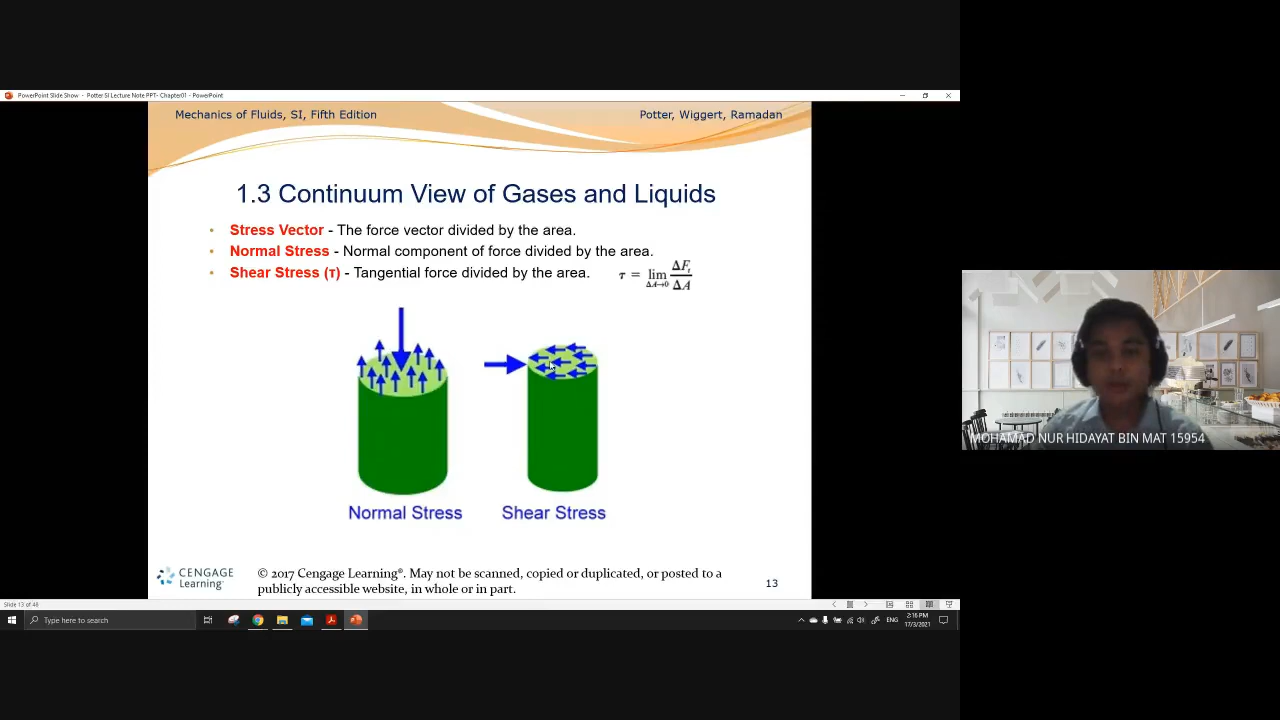 PowerPoint Slide Show - Potter SI Lecture Note PPT- Chapter01 - PowerPoint
Mechanics of Fluids, SI, Fifth Edition
Potter, Wiggert, Ramadan
1.3 Continuum View of Gases and Liquids
• Stress Vector - The force vector divided by the area.
• Normal Stress - Normal component of force divided by the area.
• Shear Stress (τ) - Tangential force divided by the area.
τ = lim ΔA→0 ΔFt / ΔA
Normal Stress
Shear Stress
CENGAGE
Learning
© 2017 Cengage Learning®. May not be scanned, copied or duplicated, or posted to a
publicly accessible website, in whole or in part.
13
MOHAMAD NUR HIDAYAT BIN MAT 15954
Slide 13 of 48
Type here to search
ENG
2:16 PM
17/3/2021